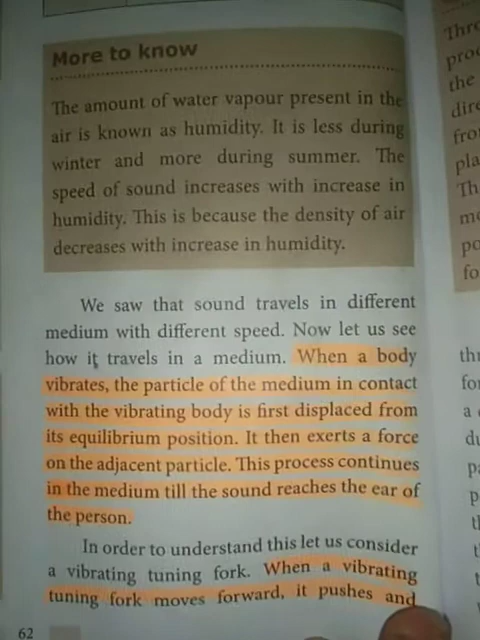 More to know
The amount of water vapour present in the
air is known as humidity. It is less during
winter and more during summer. The
speed of sound increases with increase in
humidity. This is because the density of air
decreases with increase in humidity.
We saw that sound travels in different
medium with different speed. Now let us see
how it travels in a medium. When a body
vibrates, the particle of the medium in contact
with the vibrating body is first displaced from
its equilibrium position. It then exerts a force
on the adjacent particle. This process continues
in the medium till the sound reaches the ear of
the person.
In order to understand this let us consider
a vibrating tuning fork. When a vibrating
tuning fork moves forward, it pushes and
62
the
Th